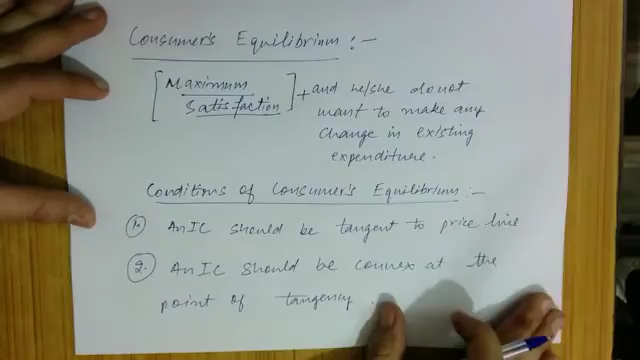 Consumer's Equilibrium :-
[Maximum Satisfaction] + and he/she do not
want to make any
change in existing
expenditure.
Conditions of Consumer's Equilibrium :-
1. An IC should be tangent to price line
2. An IC should be convex at the
point of tangency.